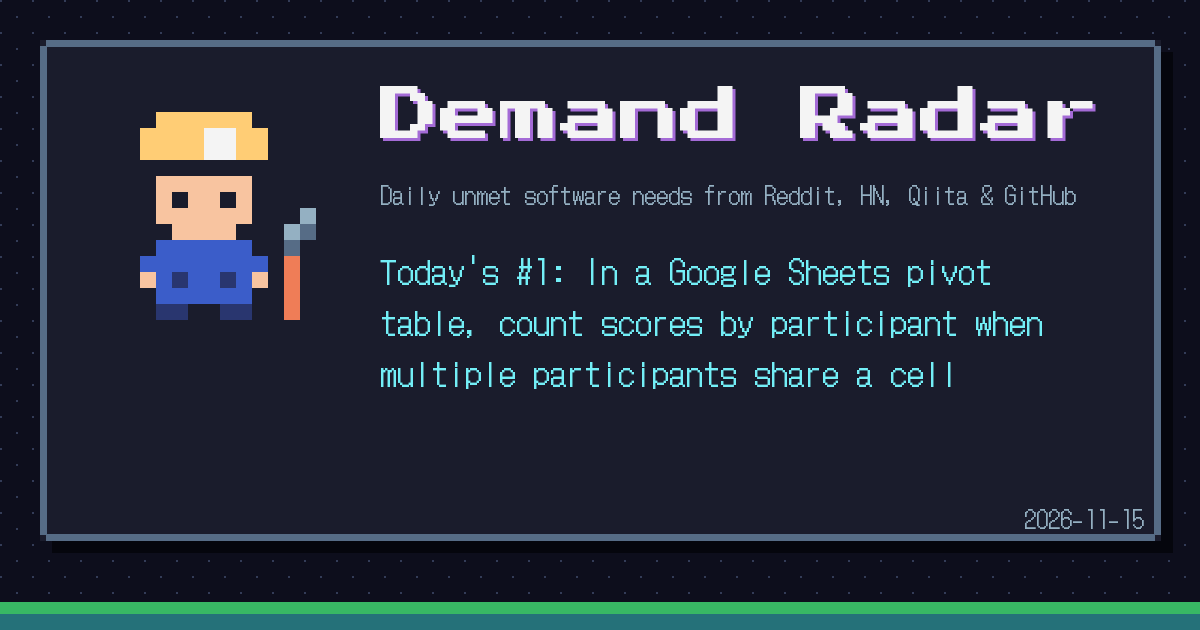 Demand Radar
Daily unmet software needs from Reddit, HN, Qiita & GitHub
Today's #1: In a Google Sheets pivot
table, count scores by participant when
multiple participants share a cell
2026-11-15